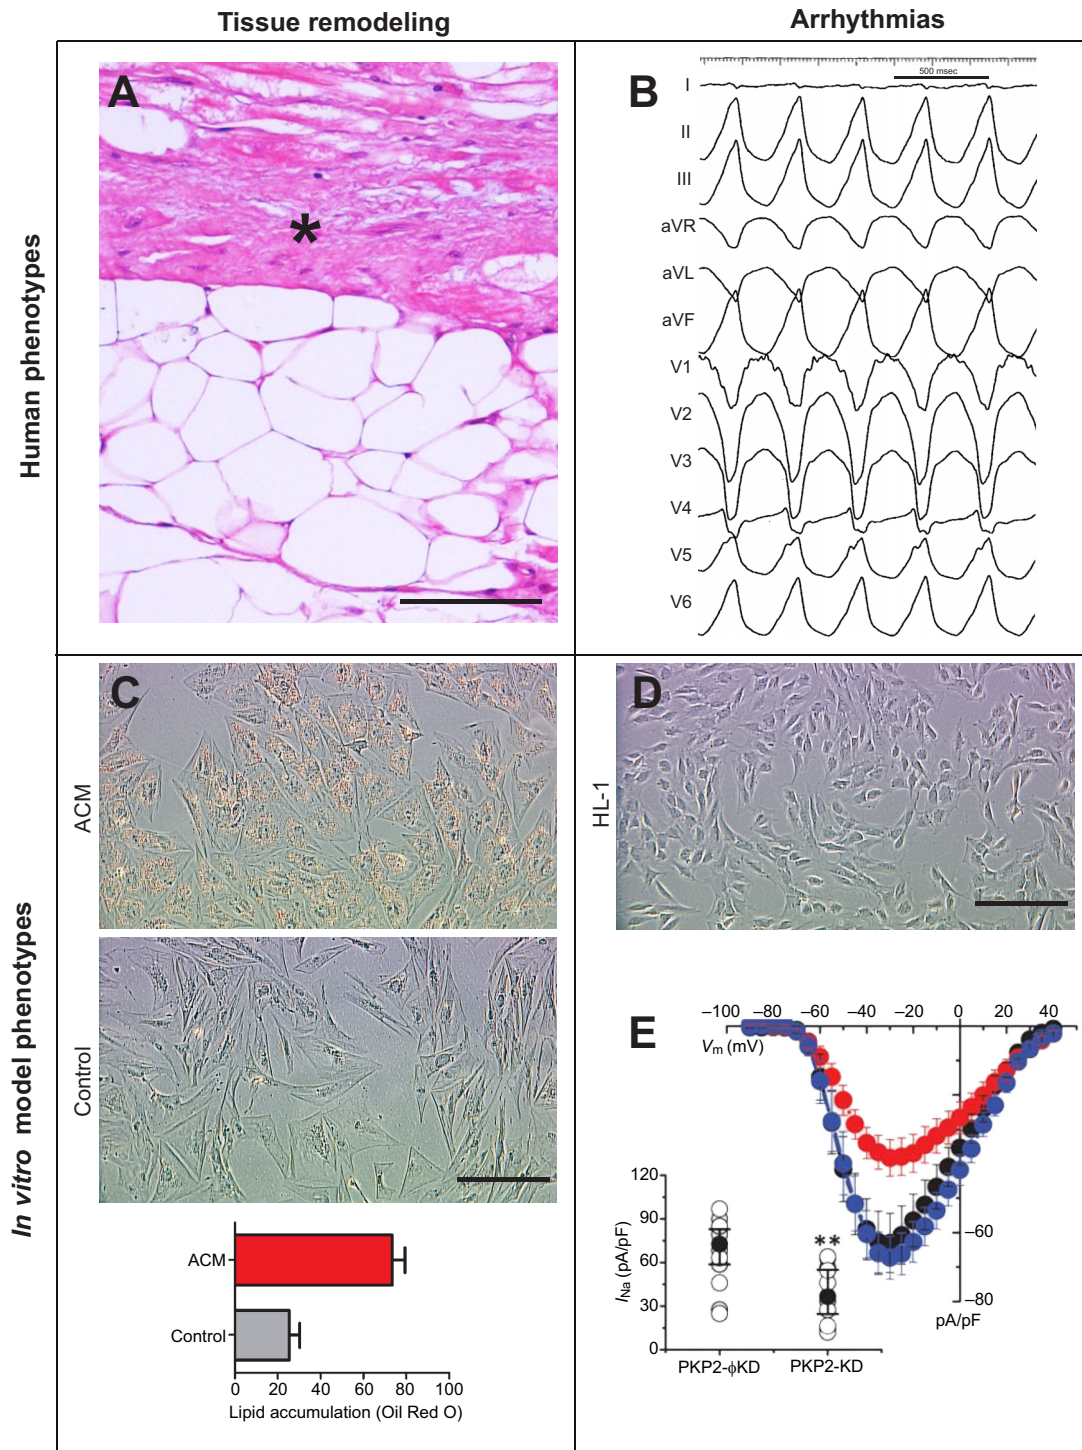 Tissue remodeling
Arrhythmias
Human phenotypes
In vitro model phenotypes
A
*
B
500 msec
I
II
III
aVR
aVL
aVF
V1
V2
V3
V4
V5
V6
C
ACM
Control
ACM
Control
0 20 40 60 80 100
Lipid accumulation (Oil Red O)
D
HL-1
E
–100 –80 –60 –40 –20 0 20 40
Vm (mV)
–60
–80
pA/pF
120
90
60
30
0
INa (pA/pF)
**
PKP2-ϕKD PKP2-KD